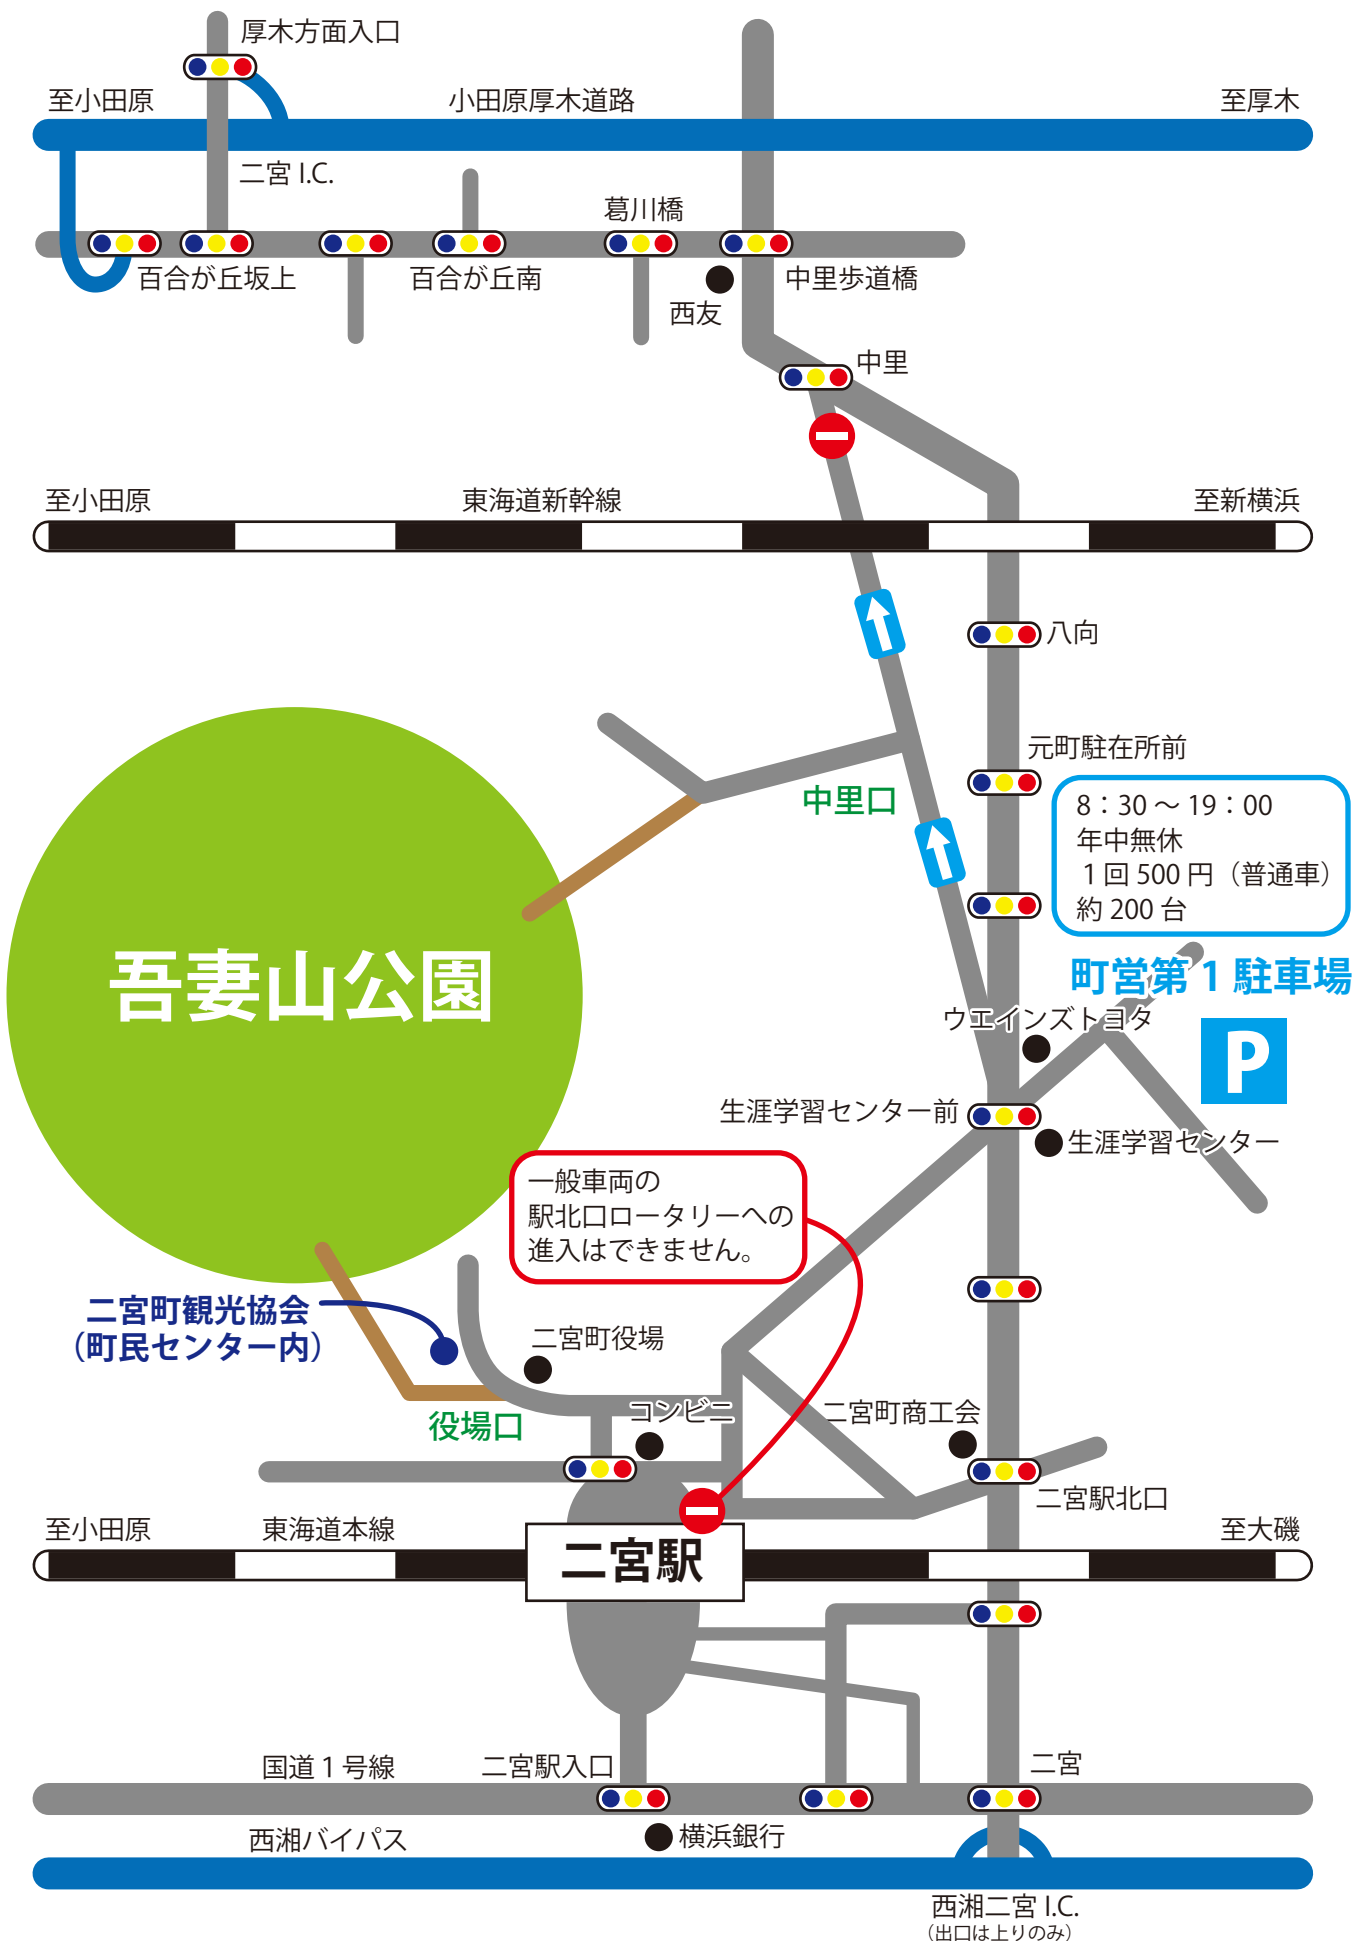 厚木方面入口
至小田原
小田原厚木道路
至厚木
二宮 I.C.
葛川橋
百合が丘坂上
百合が丘南
中里歩道橋
西友
中里
至小田原
東海道新幹線
至新横浜
八向
元町駐在所前
8：30 ～ 19：00
年中無休
1 回 500 円（普通車）
約 200 台
中里口
吾妻山公園
町営第 1 駐車場
P
ウエインズトヨタ
生涯学習センター前
生涯学習センター
一般車両の
駅北口ロータリーへの
進入はできません。
二宮町観光協会
（町民センター内）
二宮町役場
役場口
コンビニ
二宮町商工会
二宮駅北口
至小田原
東海道本線
二宮駅
至大磯
国道 1 号線
二宮駅入口
二宮
西湘バイパス
横浜銀行
西湘二宮 I.C.
（出口は上りのみ）